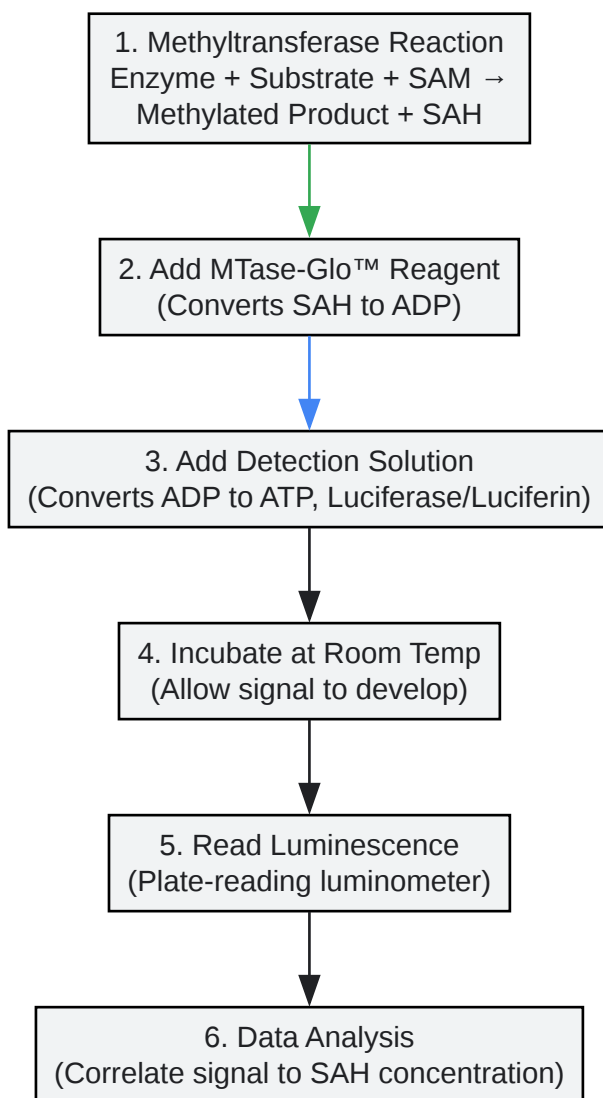 1. Methyltransferase Reaction
Enzyme + Substrate + SAM →
Methylated Product + SAH
2. Add MTase-Glo™ Reagent
(Converts SAH to ADP)
3. Add Detection Solution
(Converts ADP to ATP, Luciferase/Luciferin)
4. Incubate at Room Temp
(Allow signal to develop)
5. Read Luminescence
(Plate-reading luminometer)
6. Data Analysis
(Correlate signal to SAH concentration)